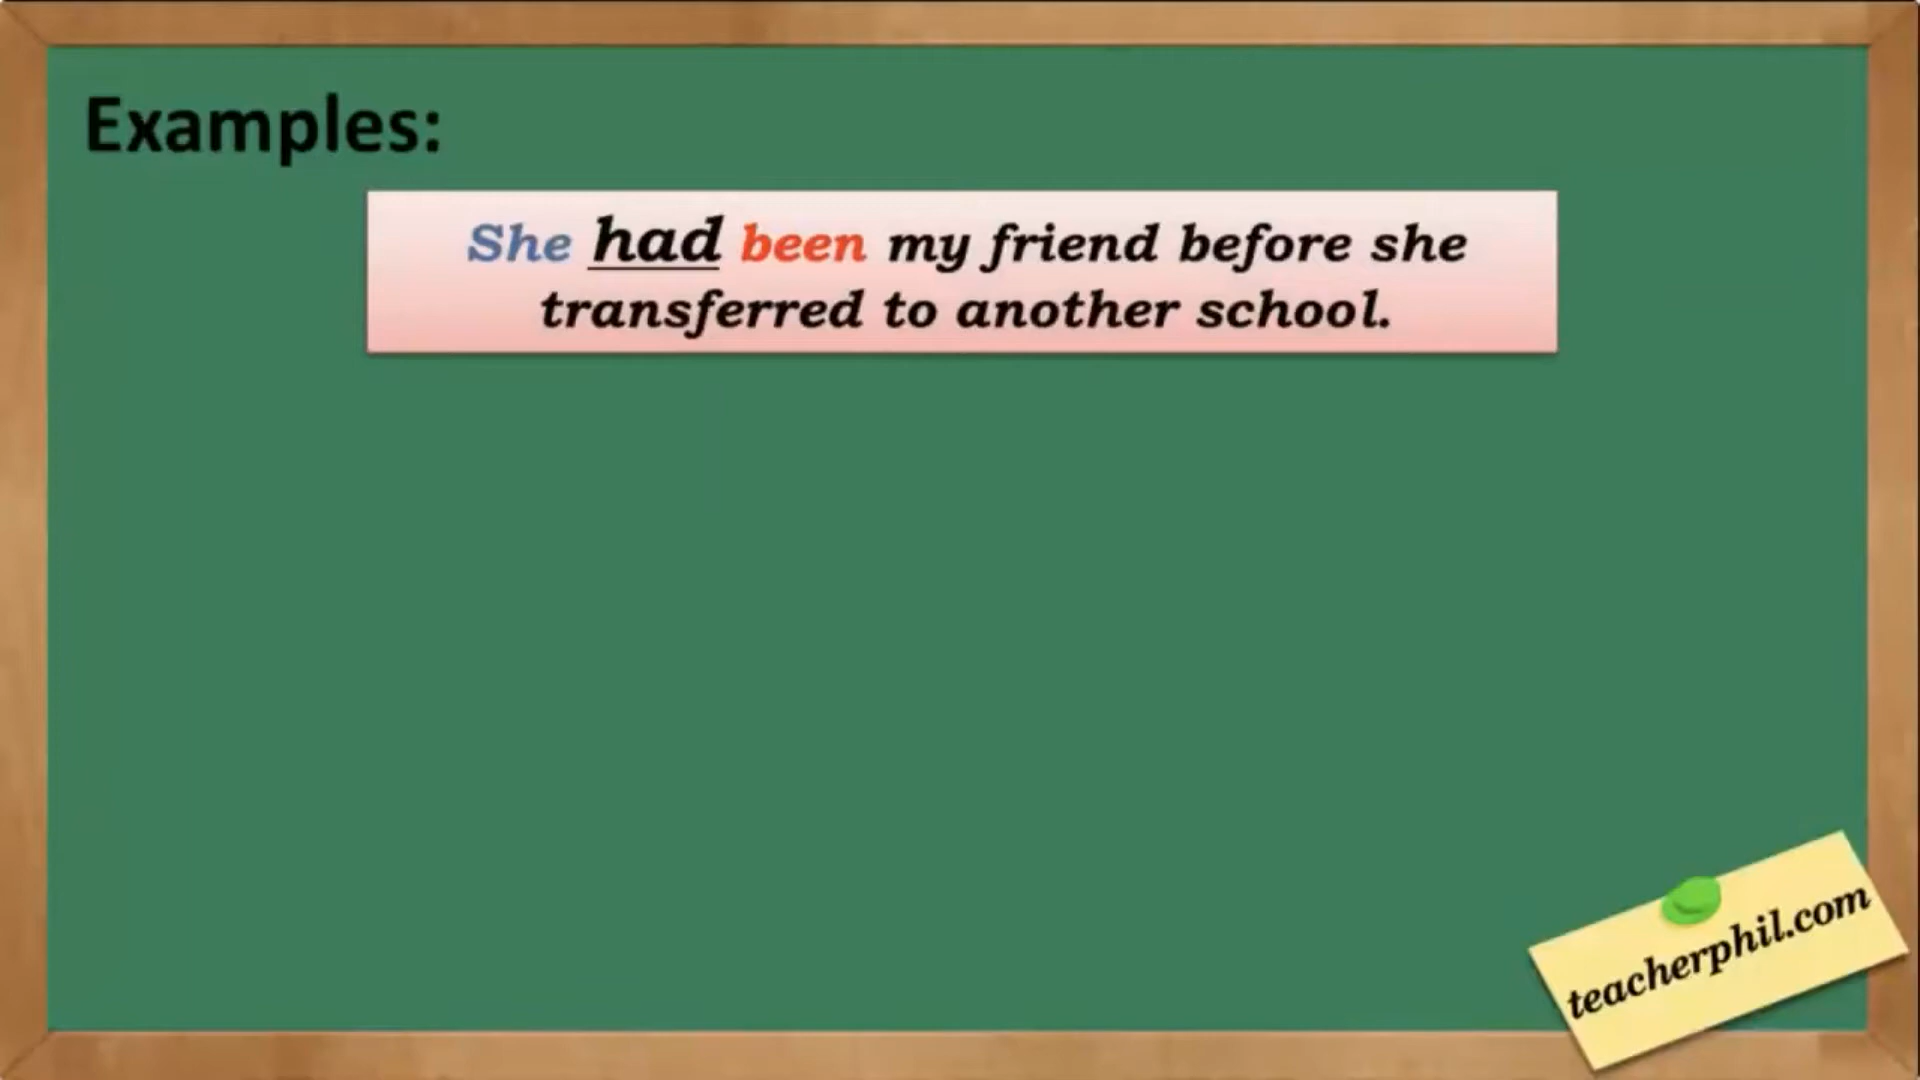 Examples:
She had been my friend before she
transferred to another school.
teacherphil.com